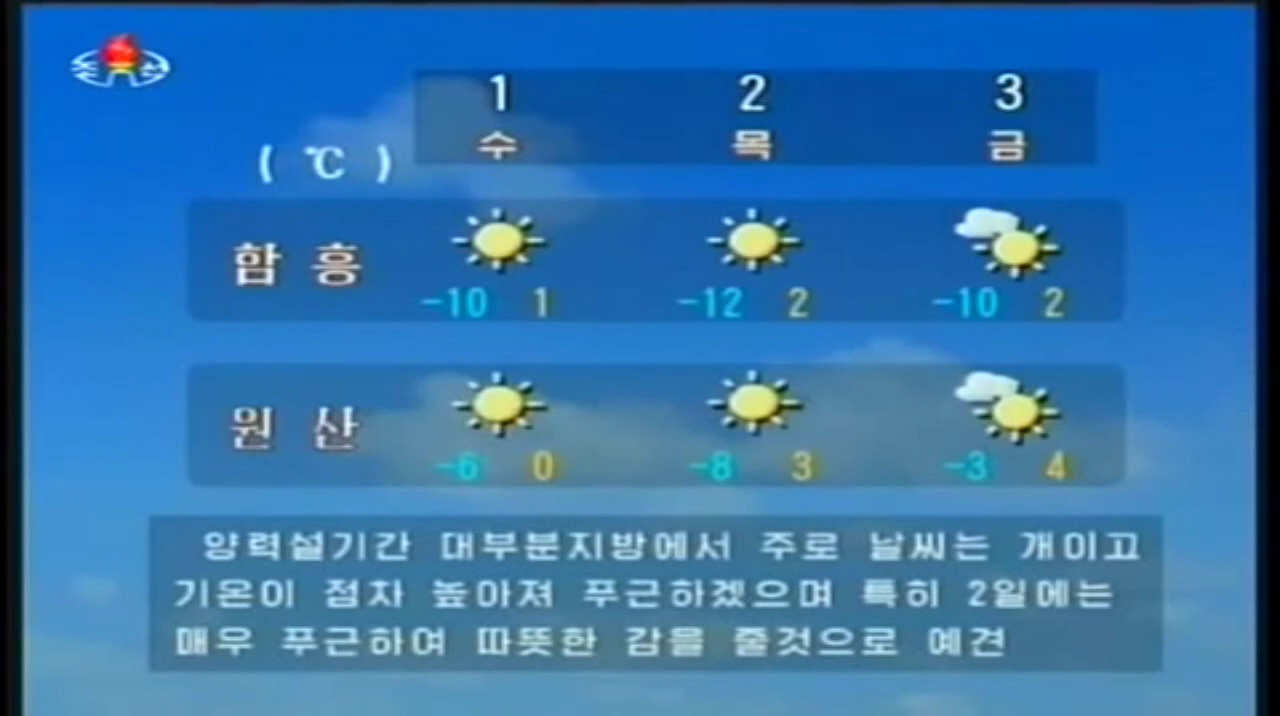 조선
1 2 3
수 목 금
( ℃ )
함흥
-10 1 -12 2 -10 2
원산
-6 0 -8 3 -3 4
양력설기간 대부분지방에서 주로 날씨는 개이고
기온이 점차 높아져 푸근하겠으며 특히 2일에는
매우 푸근하여 따뜻한 감을 줄것으로 예견